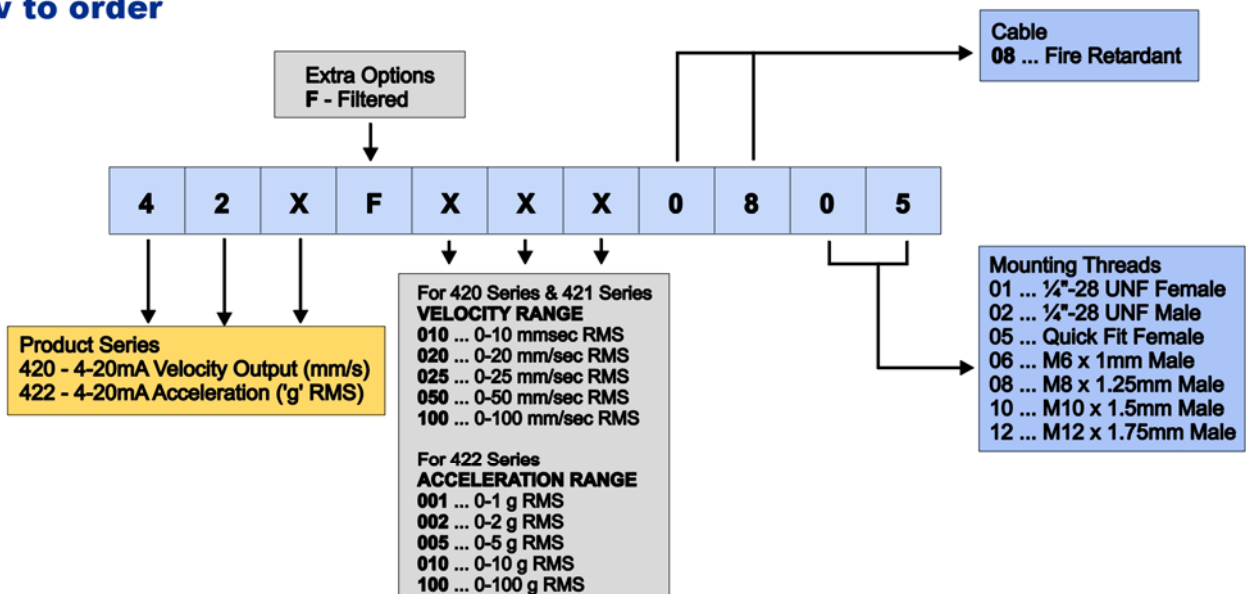 to order
Extra Options
F - Filtered
Cable
08 ... Fire Retardant
4 2 X F X X X 0 8 0 5
Product Series
420 - 4-20mA Velocity Output (mm/s)
422 - 4-20mA Acceleration ('g' RMS)
For 420 Series & 421 Series
VELOCITY RANGE
010 ... 0-10 mmsec RMS
020 ... 0-20 mm/sec RMS
025 ... 0-25 mm/sec RMS
050 ... 0-50 mm/sec RMS
100 ... 0-100 mm/sec RMS
For 422 Series
ACCELERATION RANGE
001 ... 0-1 g RMS
002 ... 0-2 g RMS
005 ... 0-5 g RMS
010 ... 0-10 g RMS
100 ... 0-100 g RMS
Mounting Threads
01 ... ¼"-28 UNF Female
02 ... ¼"-28 UNF Male
05 ... Quick Fit Female
06 ... M6 x 1mm Male
08 ... M8 x 1.25mm Male
10 ... M10 x 1.5mm Male
12 ... M12 x 1.75mm Male